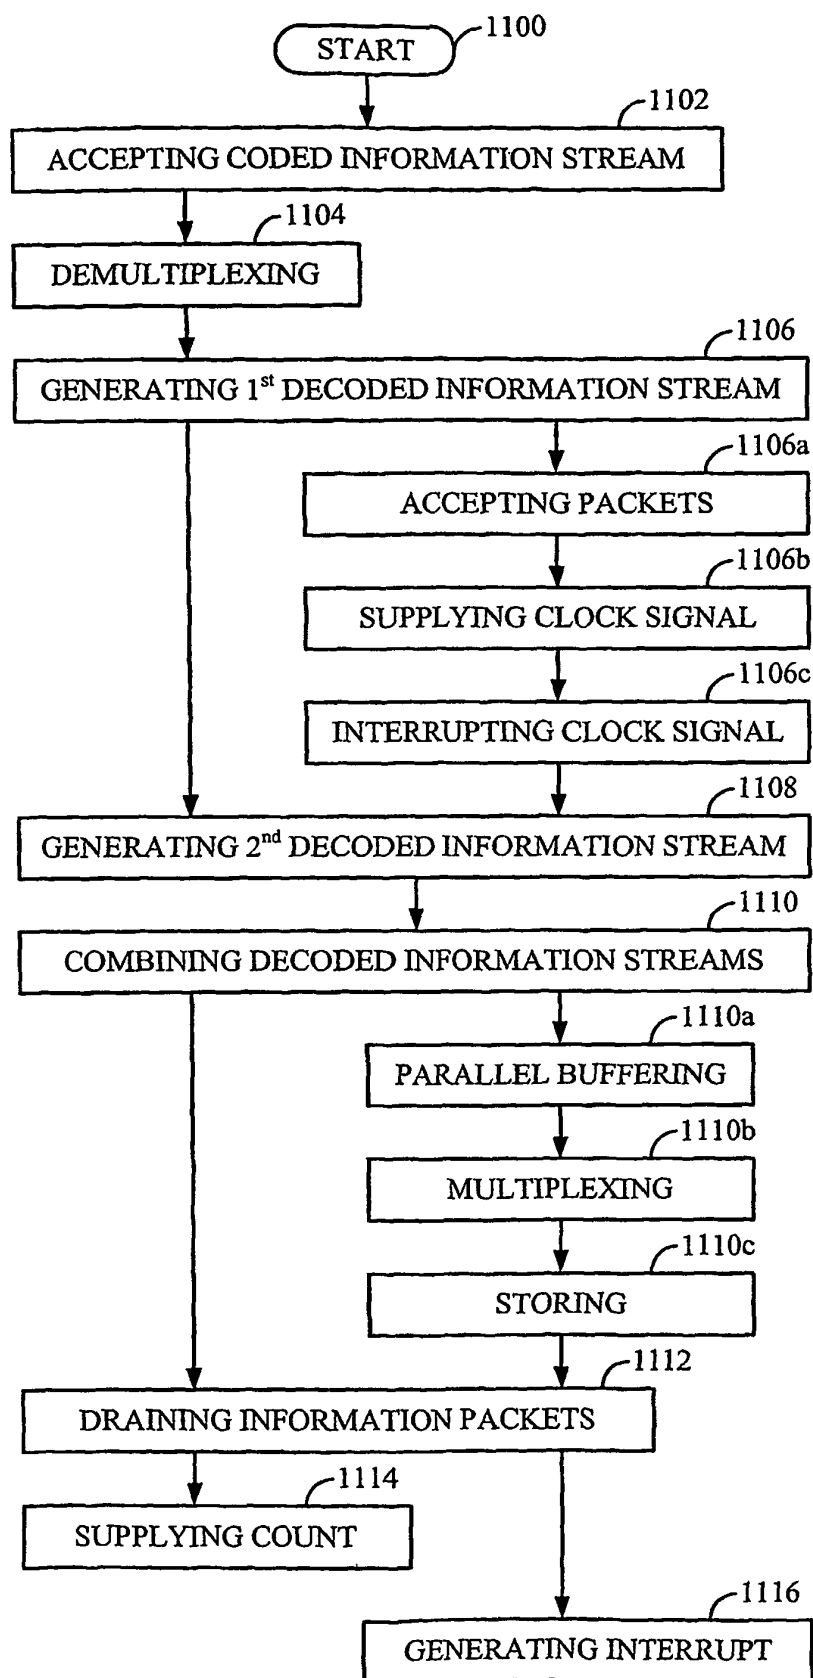 START
1100
1102
ACCEPTING CODED INFORMATION STREAM
1104
DEMULTIPLEXING
1106
GENERATING 1st DECODED INFORMATION STREAM
1106a
ACCEPTING PACKETS
1106b
SUPPLYING CLOCK SIGNAL
1106c
INTERRUPTING CLOCK SIGNAL
1108
GENERATING 2nd DECODED INFORMATION STREAM
1110
COMBINING DECODED INFORMATION STREAMS
1110a
PARALLEL BUFFERING
1110b
MULTIPLEXING
1110c
STORING
1112
DRAINING INFORMATION PACKETS
1114
SUPPLYING COUNT
1116
GENERATING INTERRUPT